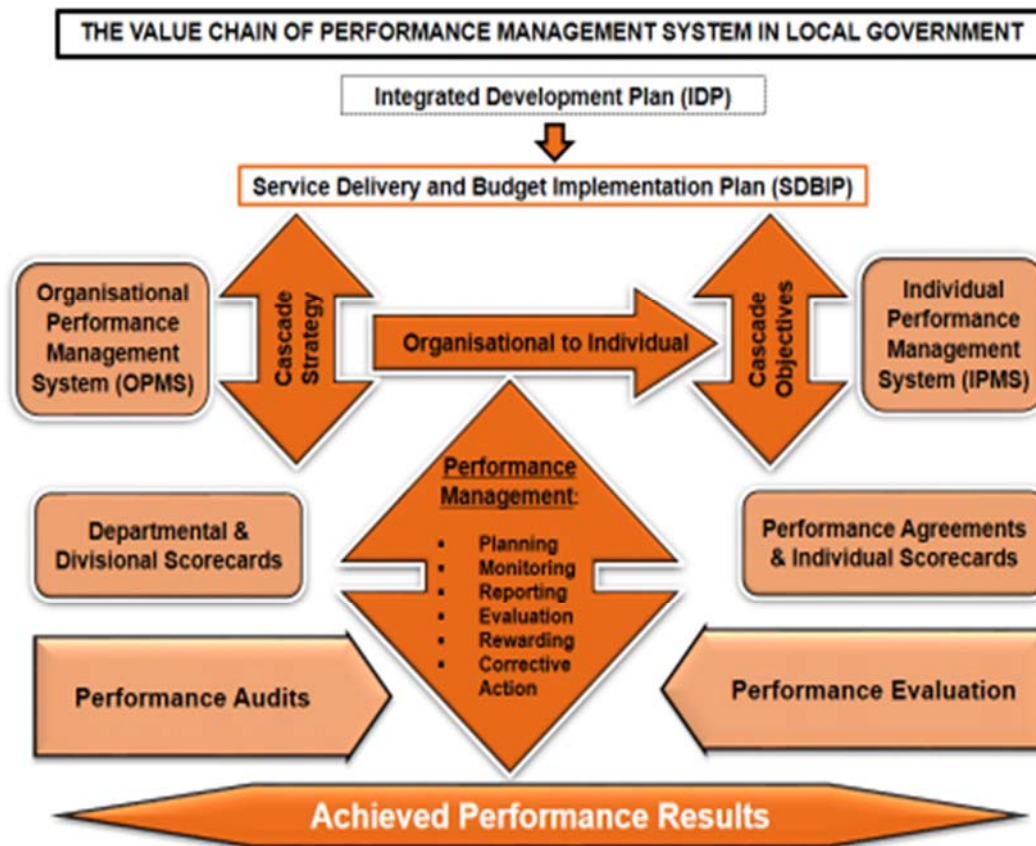 THE VALUE CHAIN OF PERFORMANCE MANAGEMENT SYSTEM IN LOCAL GOVERNMENT
Integrated Development Plan (IDP)
Service Delivery and Budget Implementation Plan (SDBIP)
Organisational
Performance
Management
System (OPMS)
Cascade
Strategy
Organisational to Individual
Cascade
Objectives
Individual
Performance
Management
System (IPMS)
Departmental &
Divisional Scorecards
Performance
Management:
▪ Planning
▪ Monitoring
▪ Reporting
▪ Evaluation
▪ Rewarding
▪ Corrective
Action
Performance Agreements
& Individual Scorecards
Performance Audits
Performance Evaluation
Achieved Performance Results